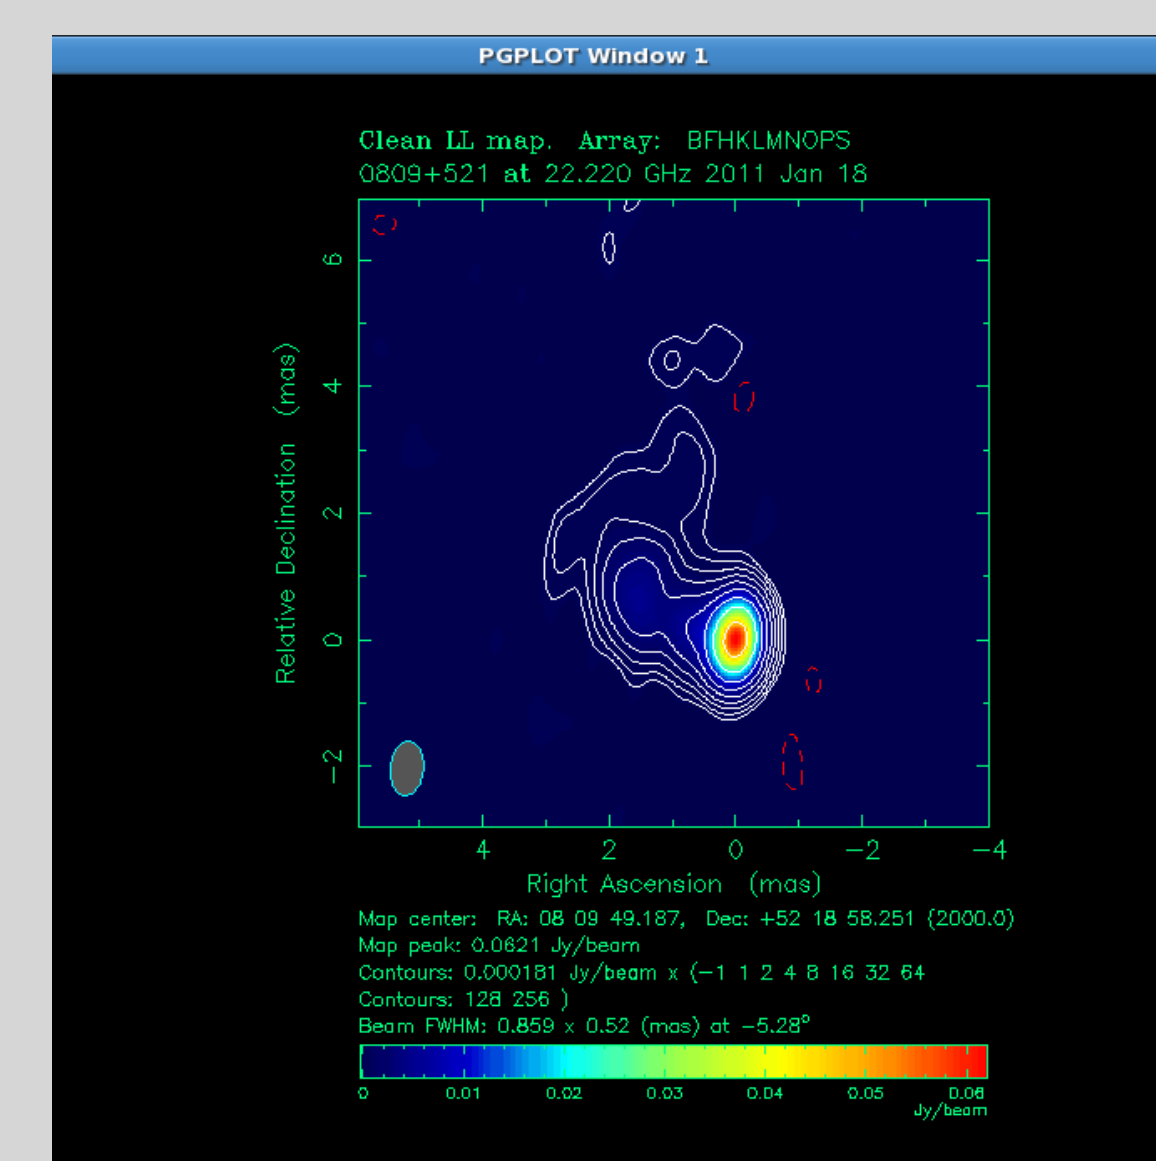 PGPLOT Window 1
Clean LL map.  Array:  BFHKLMNOPS
0809+521 at 22.220 GHz 2011 Jan 18
Relative Declination  (mas)
6
4
2
0
−2
4
2
0
−2
−4
Right Ascension  (mas)
Map center:  RA: 08 09 49.187,  Dec: +52 18 58.251 (2000.0)
Map peak: 0.0621 Jy/beam
Contours: 0.000181 Jy/beam x (−1 1 2 4 8 16 32 64
Contours: 128 256 )
Beam FWHM: 0.859 x 0.52 (mas) at −5.28°
0
0.01
0.02
0.03
0.04
0.05
0.06
Jy/beam